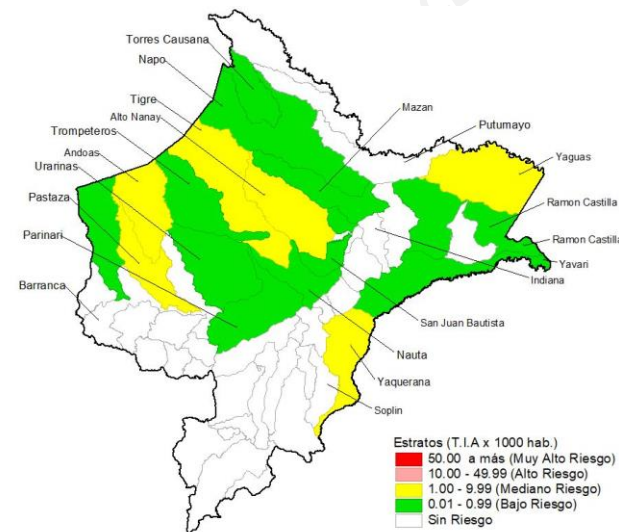 Torres Causana
Napo
Tigre
Alto Nanay
Trompeteros
Andoas
Urarinas
Pastaza
Parinari
Barranca
Mazan
Putumayo
Yaguas
Ramon Castilla
Ramon Castilla
Yavari
Indiana
San Juan Bautista
Nauta
Yaquerana
Soplin
Estratos (T.I.A x 1000 hab.)
50.00 a más (Muy Alto Riesgo)
10.00 - 49.99 (Alto Riesgo)
1.00 - 9.99 (Mediano Riesgo)
0.01 - 0.99 (Bajo Riesgo)
Sin Riesgo